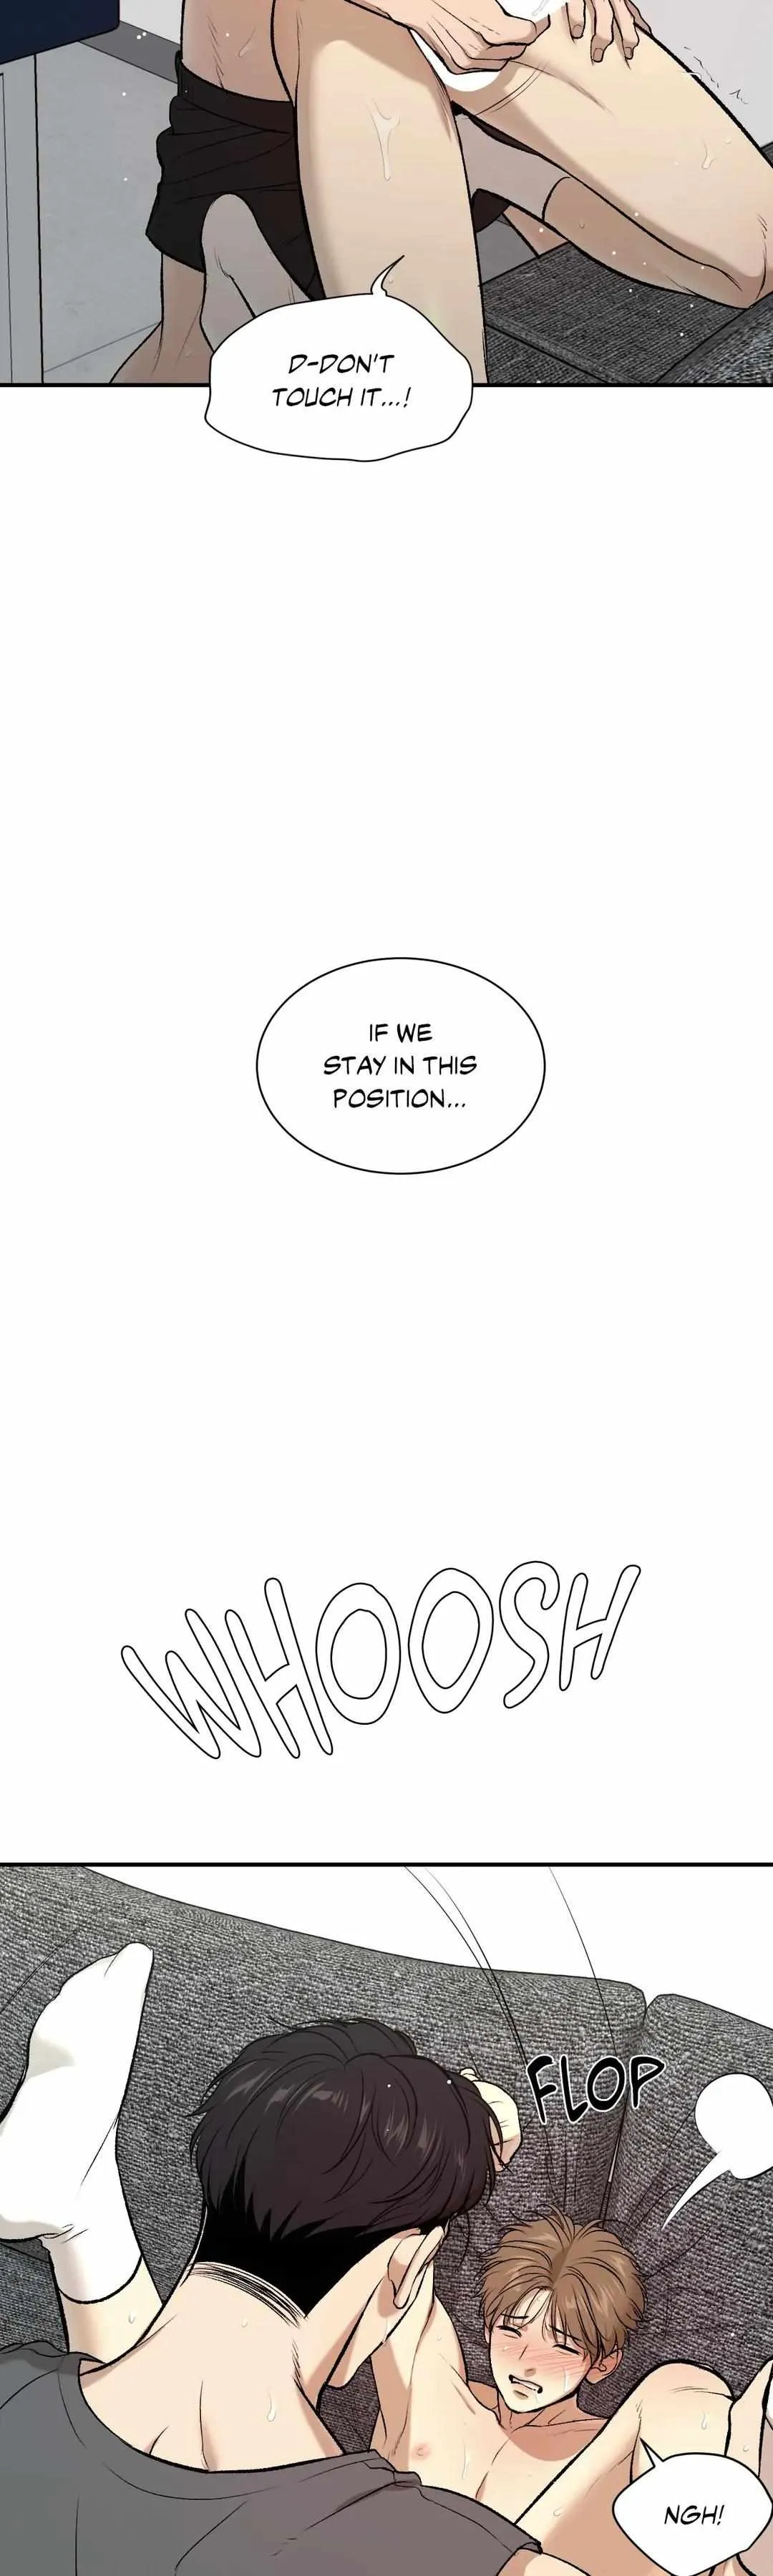 D-DON'T
TOUCH IT...!
IF WE
STAY IN THIS
POSITION...
WHOOSH
FLOP
NGH!